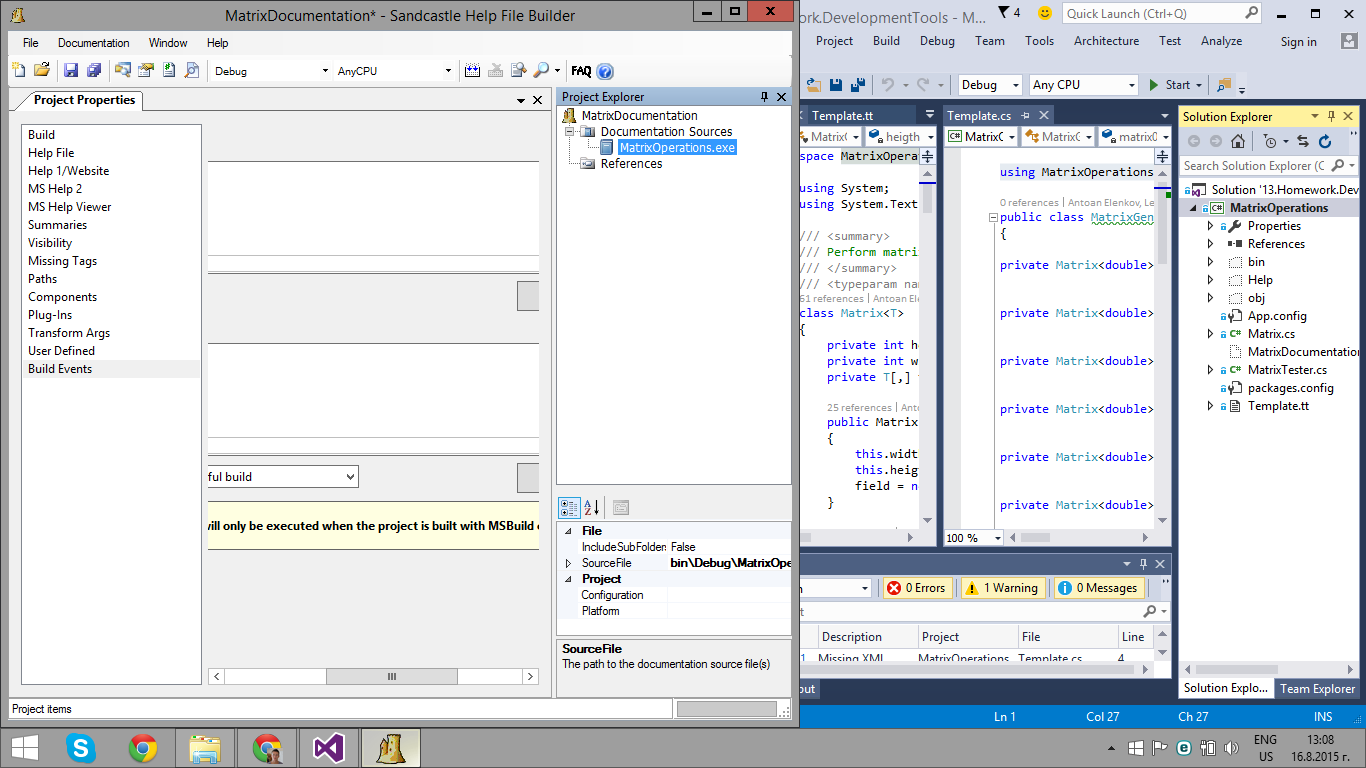 MatrixDocumentation* - Sandcastle Help File Builder
File Documentation Window Help
Debug AnyCPU FAQ
Project Properties
Build
Help File
Help 1/Website
MS Help 2
MS Help Viewer
Summaries
Visibility
Missing Tags
Paths
Components
Plug-Ins
Transform Args
User Defined
Build Events
ful build
will only be executed when the project is built with MSBuild
Project Explorer
MatrixDocumentation
Documentation Sources
MatrixOperations.exe
References
File
IncludeSubFolders False
SourceFile bin\Debug\MatrixOpe
Project
Configuration
Platform
SourceFile
The path to the documentation source file(s)
Project items
rk.DevelopmentTools - M... 4 Quick Launch (Ctrl+Q)
Project Build Debug Team Tools Architecture Test Analyze Sign in
Debug Any CPU Start
Template.tt
MatrixC heigth
space MatrixOpera
using System;
using System.Text
/// <summary>
/// Perform matri
/// </summary>
/// <typeparam nam
61 references | Antoan Elen
class Matrix<T>
{
private int he
private int w
private T[,]
25 references | Anto
public Matrix
{
this.width
this.heigh
field = n
}
Template.cs
MatrixC MatrixC matrix0
using MatrixOperations
0 references | Antoan Elenkov, Le
public class MatrixGen
{
private Matrix<double>
private Matrix<double>
private Matrix<double>
private Matrix<double>
private Matrix<double>
private Matrix<double>
100 %
0 Errors 1 Warning 0 Messages
Description Project File Line
1 Missing XML MatrixOperations Template.cs 4
out
Solution Explorer
Search Solution Explorer (C
Solution '13.Homework.Dev
MatrixOperations
Properties
References
bin
Help
obj
App.config
Matrix.cs
MatrixDocumentation
MatrixTester.cs
packages.config
Template.tt
Solution Explo... Team Explorer
Ln 1 Col 27 Ch 27 INS
ENG 13:08
УС 16.8.2015 г.